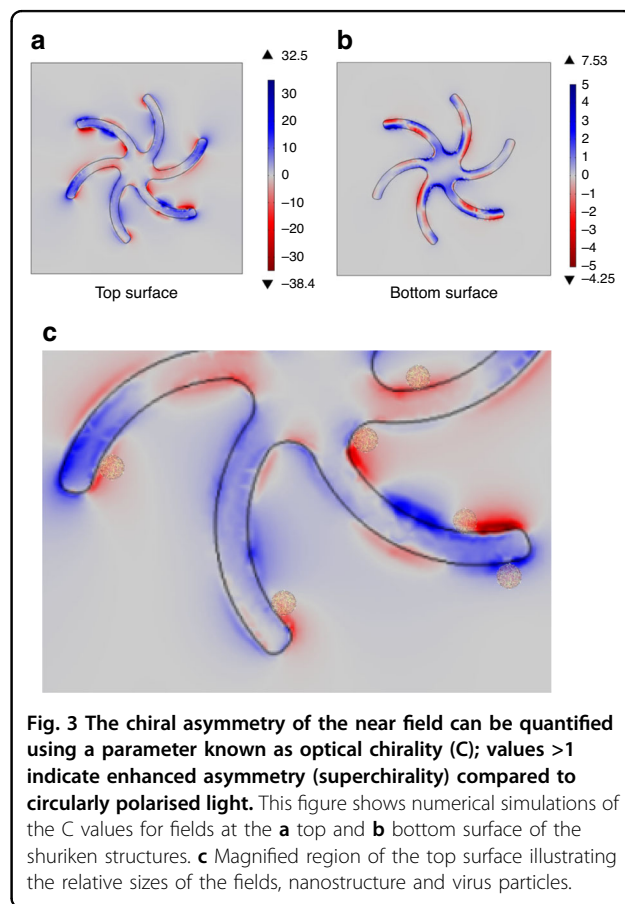 a
b
▲ 32.5
30
20
10
0
−10
−20
−30
▼ −38.4
Top surface
▲ 7.53
5
4
3
2
1
0
−1
−2
−3
−4
−5
▼ −4.25
Bottom surface
c
Fig. 3 The chiral asymmetry of the near field can be quantified
using a parameter known as optical chirality (C); values >1
indicate enhanced asymmetry (superchirality) compared to
circularly polarised light. This figure shows numerical simulations of
the C values for fields at the a top and b bottom surface of the
shuriken structures. c Magnified region of the top surface illustrating
the relative sizes of the fields, nanostructure and virus particles.